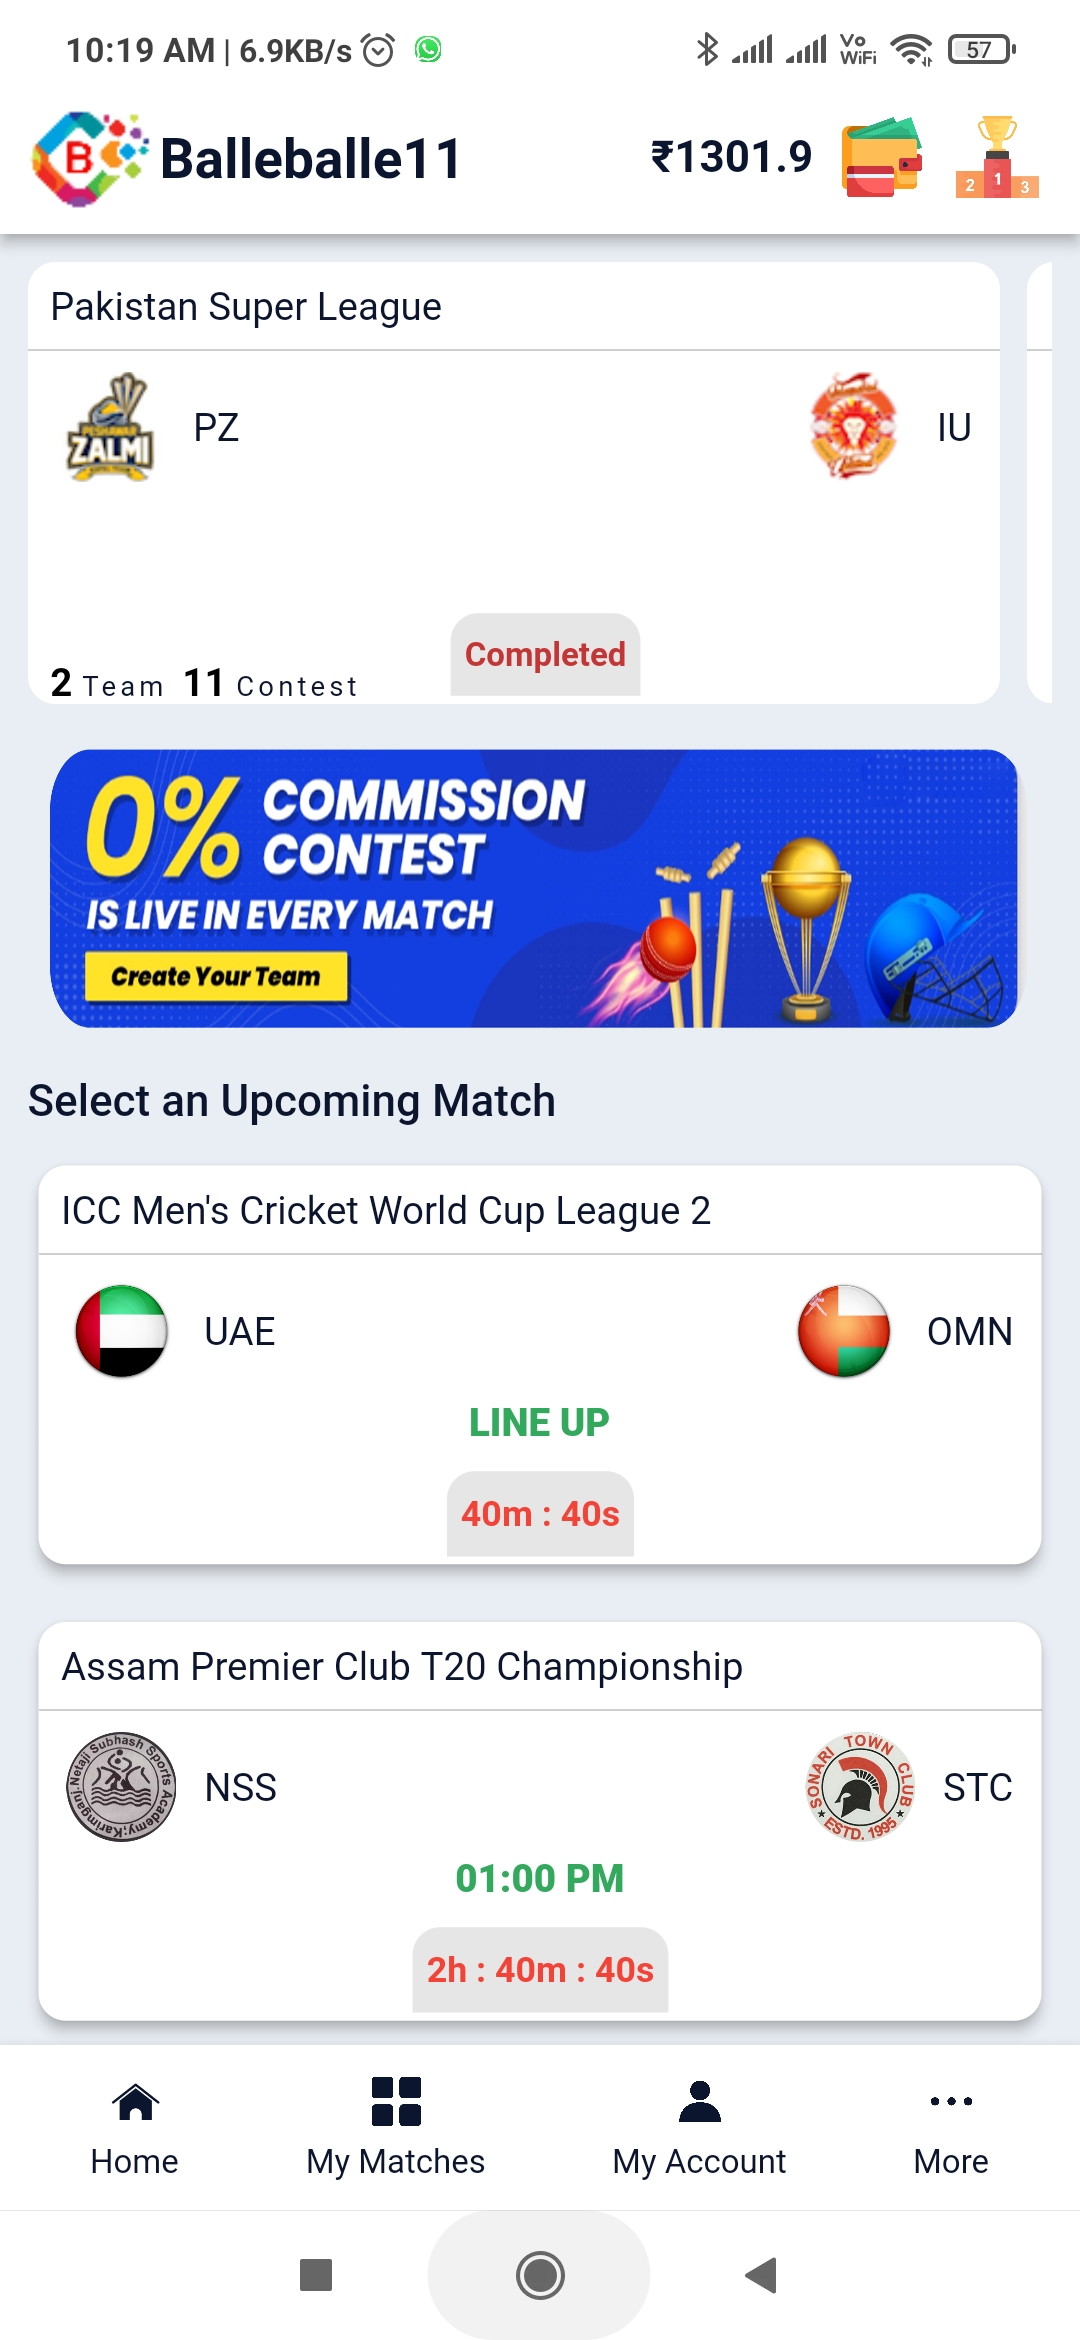 10:19 AM | 6.9KB/s
Vo WiFi
57
B
Balleballe11
₹1301.9
2 1 3
Pakistan Super League
PESHAWAR ZALMI
PZ
IU
Completed
2 Team 11 Contest
0% COMMISSION
CONTEST
IS LIVE IN EVERY MATCH
Create Your Team
Select an Upcoming Match
ICC Men's Cricket World Cup League 2
UAE
OMN
LINE UP
40m : 40s
Assam Premier Club T20 Championship
Netaji Subhash Sports Academy; Karimganj.
NSS
SONARI TOWN CLUB
ESTD. 1995
STC
01:00 PM
2h : 40m : 40s
Home
My Matches
My Account
More